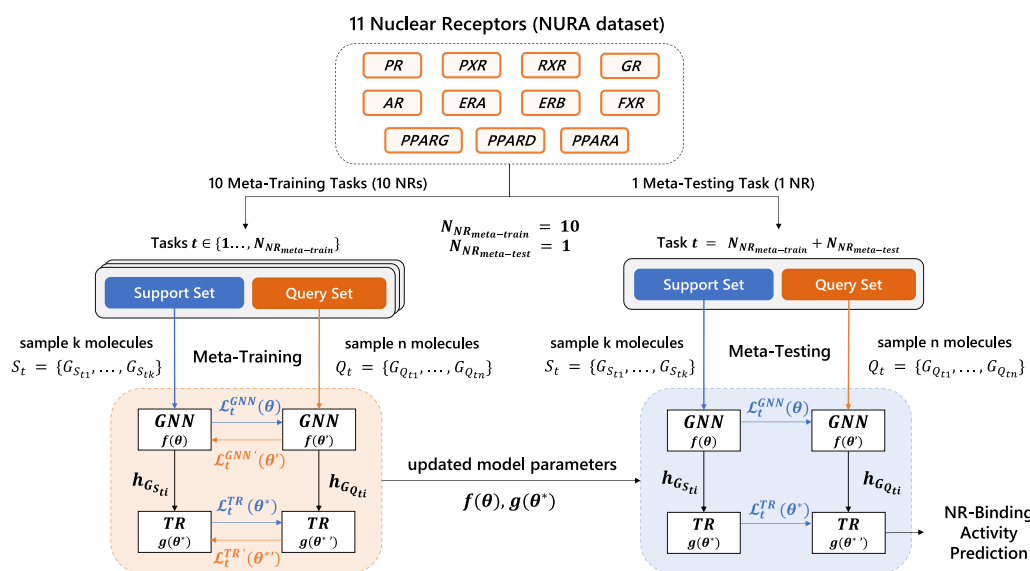 11 Nuclear Receptors (NURA dataset)
PR PXR RXR GR
AR ERA ERB FXR
PPARG PPARD PPARA
10 Meta-Training Tasks (10 NRs)
1 Meta-Testing Task (1 NR)
N_{NR_{meta-train}} = 10
N_{NR_{meta-test}} = 1
Tasks t ∈ {1..., N_{NR_{meta-train}}}
Task t = N_{NR_{meta-train}} + N_{NR_{meta-test}}
Support Set Query Set
Support Set Query Set
sample k molecules
S_t = {G_{S_{t1}}, ..., G_{S_{tk}}}
Meta-Training
sample n molecules
Q_t = {G_{Q_{t1}}, ..., G_{Q_{tn}}}
sample k molecules
S_t = {G_{S_{t1}}, ..., G_{S_{tk}}}
Meta-Testing
sample n molecules
Q_t = {G_{Q_{t1}}, ..., G_{Q_{tn}}}
GNN
f(θ)
ℒ_t^{GNN}(θ)
ℒ_t^{GNN'}(θ')
GNN
f(θ')
h_{G_{S_{ti}}}
h_{G_{Q_{ti}}}
TR
g(θ*)
ℒ_t^{TR}(θ*)
ℒ_t^{TR'}(θ*')
TR
g(θ*')
updated model parameters
f(θ), g(θ*)
GNN
f(θ)
ℒ_t^{GNN}(θ)
GNN
f(θ')
h_{G_{S_{ti}}}
h_{G_{Q_{ti}}}
TR
g(θ*)
ℒ_t^{TR}(θ*)
TR
g(θ*')
NR-Binding
Activity
Prediction